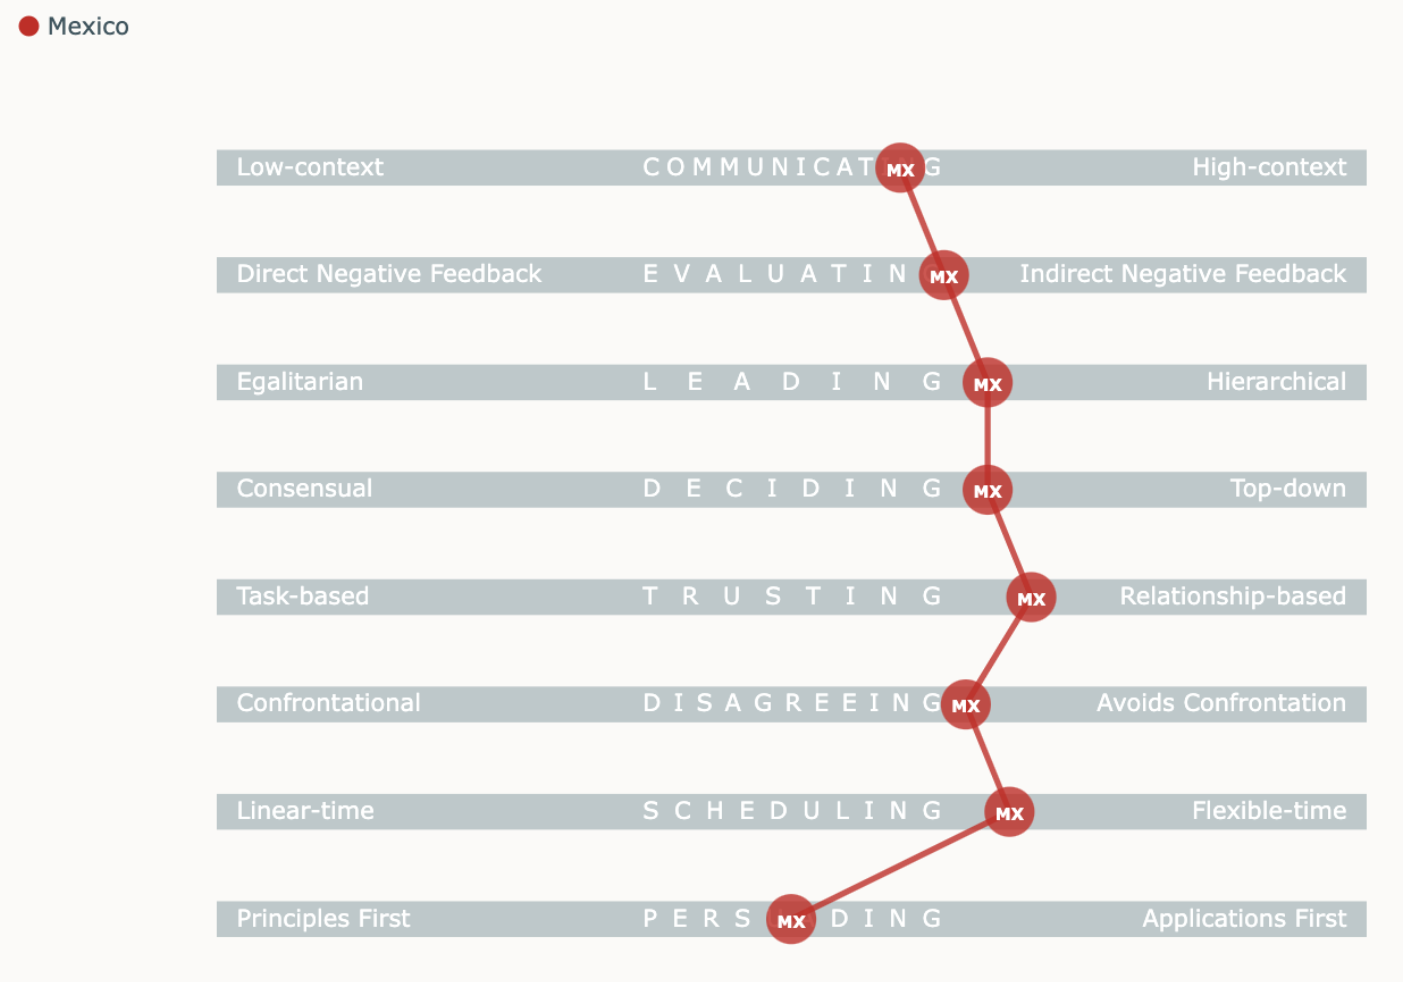 Mexico
Low-context COMMUNICATING MX High-context
Direct Negative Feedback EVALUATIN MX Indirect Negative Feedback
Egalitarian LEADING MX Hierarchical
Consensual DECIDING MX Top-down
Task-based TRUSTING MX Relationship-based
Confrontational DISAGREEING MX Avoids Confrontation
Linear-time SCHEDULING MX Flexible-time
Principles First PERS MX DING Applications First